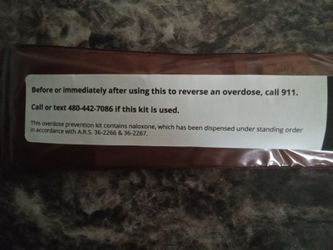 Before or immediately after using this to reverse an overdose, call 911.
Call or text 480-442-7086 if this kit is used.
This overdose prevention kit contains naloxone, which has been dispensed under standing order
in accordance with A.R.S. 36-2266 & 36-2267.